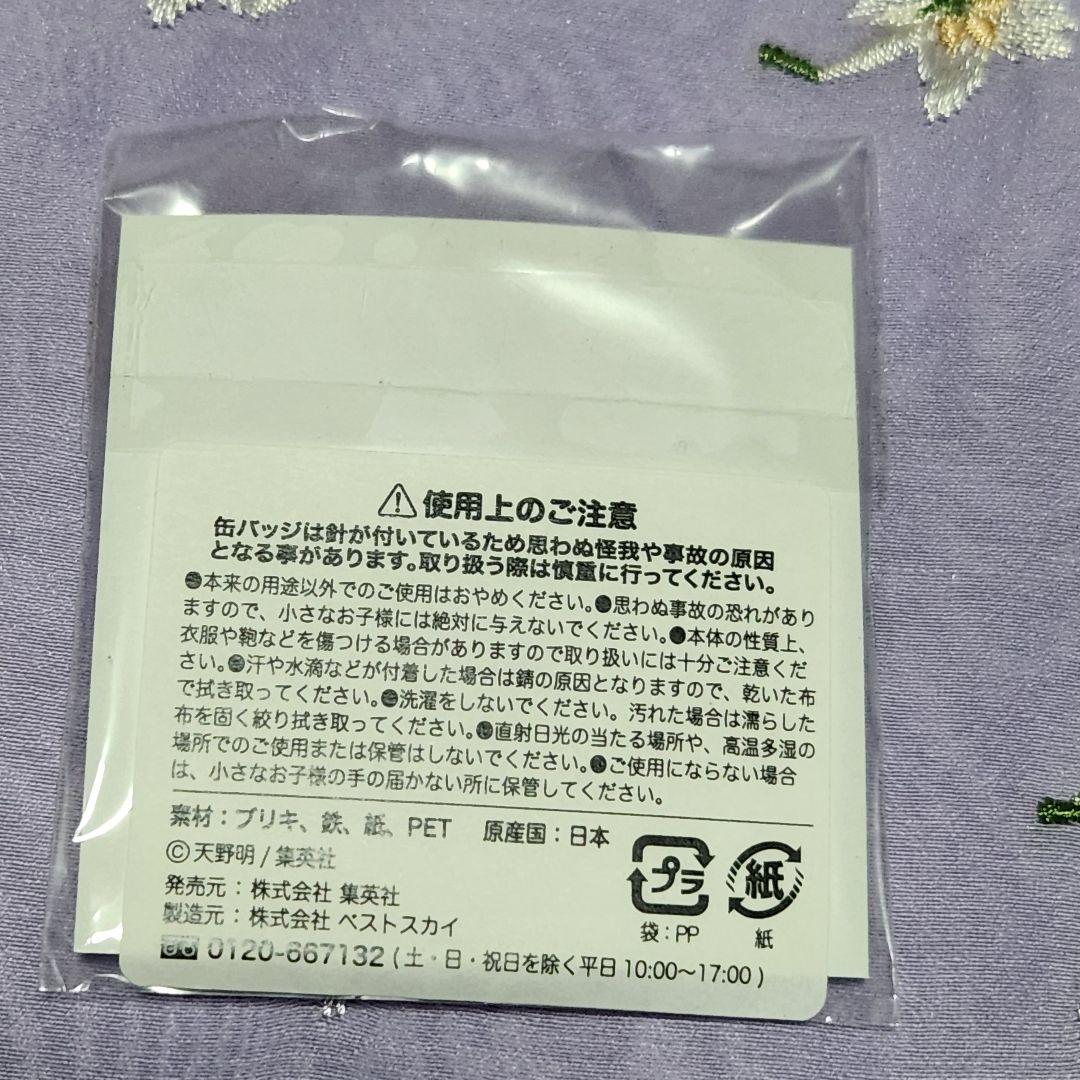 ⚠使用上のご注意
缶バッジは針が付いているため思わぬ怪我や事故の原因
となる事があります。取り扱う際は慎重に行ってください。
●本来の用途以外でのご使用はおやめください。●思わぬ事故の恐れがあり
ますので、小さなお子様には絶対に与えないでください。●本体の性質上、
衣服や鞄などを傷つける場合がありますので取り扱いには十分ご注意くだ
さい。●汗や水滴などが付着した場合は錆の原因となりますので、乾いた布
で拭き取ってください。●洗濯をしないでください。汚れた場合は濡らした
布を固く絞り拭き取ってください。●直射日光の当たる場所や、高温多湿の
場所でのご使用または保管はしないでください。●ご使用にならない場合
は、小さなお子様の手の届かない所に保管してください。
素材：ブリキ、鉄、紙、PET 原産国：日本
©天野明/集英社
発売元：株式会社 集英社
製造元：株式会社 ベストスカイ
0120-667132(土・日・祝日を除く平日10:00〜17:00)
プラ
袋：PP
紙
紙